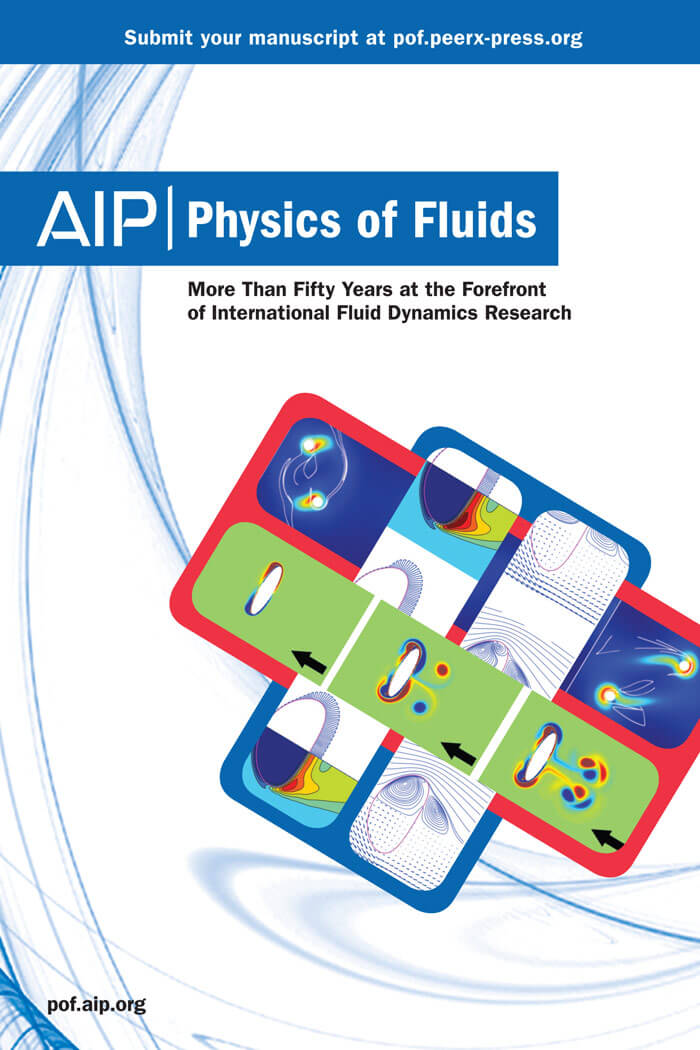 Submit your manuscript at pof.peerx-press.org
AIP | Physics of Fluids
More Than Fifty Years at the Forefront
of International Fluid Dynamics Research
pof.aip.org